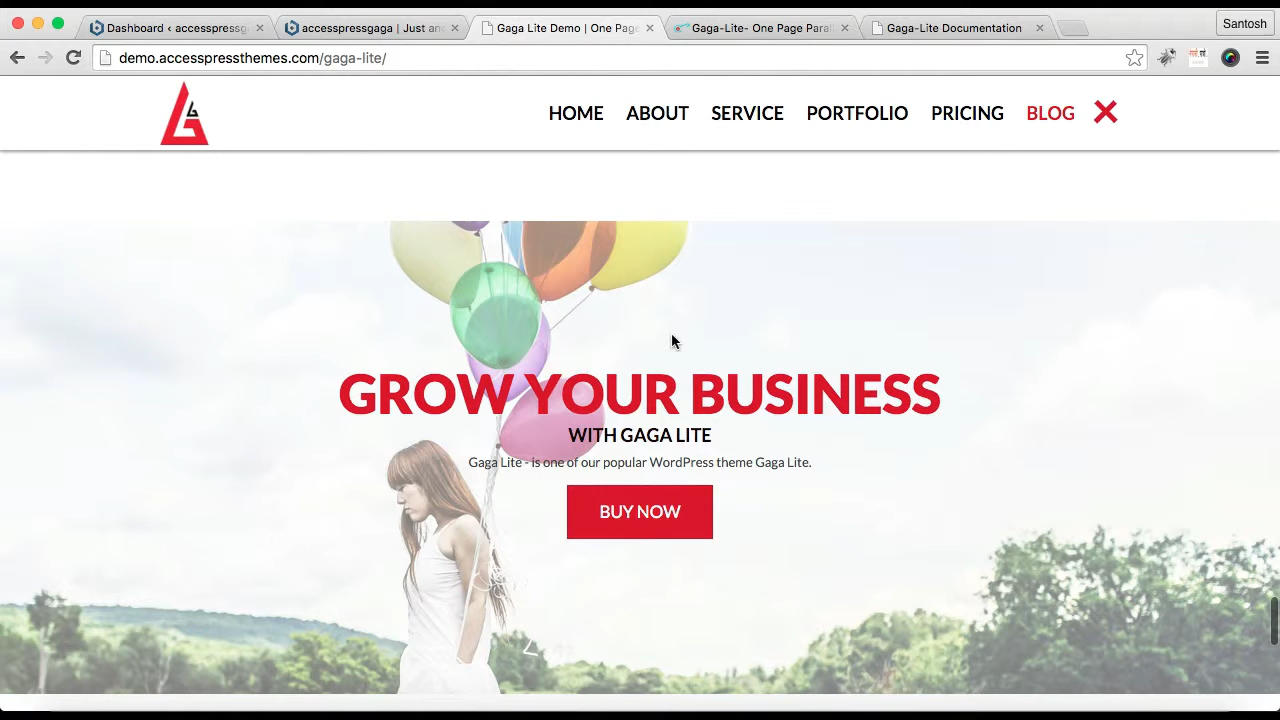 Dashboard ‹ accesspressg
accesspressgaga | Just an
Gaga Lite Demo | One Page
Gaga-Lite- One Page Paral
Gaga-Lite Documentation
Santosh
demo.accesspressthemes.com/gaga-lite/
HOME ABOUT SERVICE PORTFOLIO PRICING BLOG
GROW YOUR BUSINESS
WITH GAGA LITE
Gaga Lite - is one of our popular WordPress theme Gaga Lite.
BUY NOW